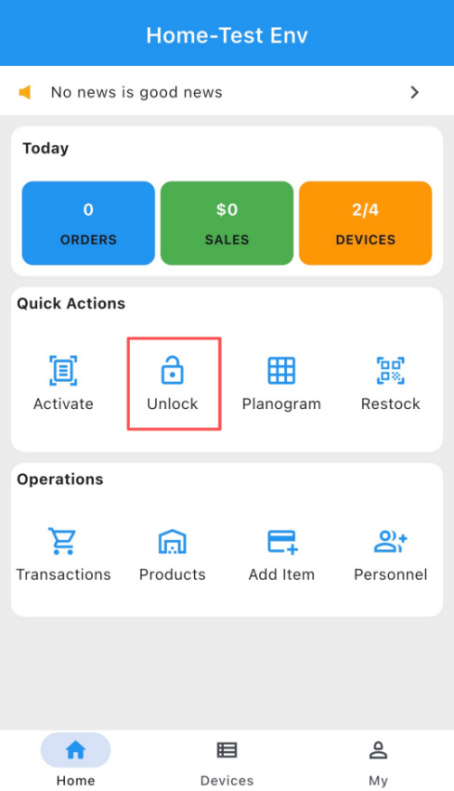 Home-Test Env
No news is good news
Today
0
ORDERS
$0
SALES
2/4
DEVICES
Quick Actions
Activate
Unlock
Planogram
Restock
Operations
Transactions
Products
Add Item
Personnel
Home
Devices
My